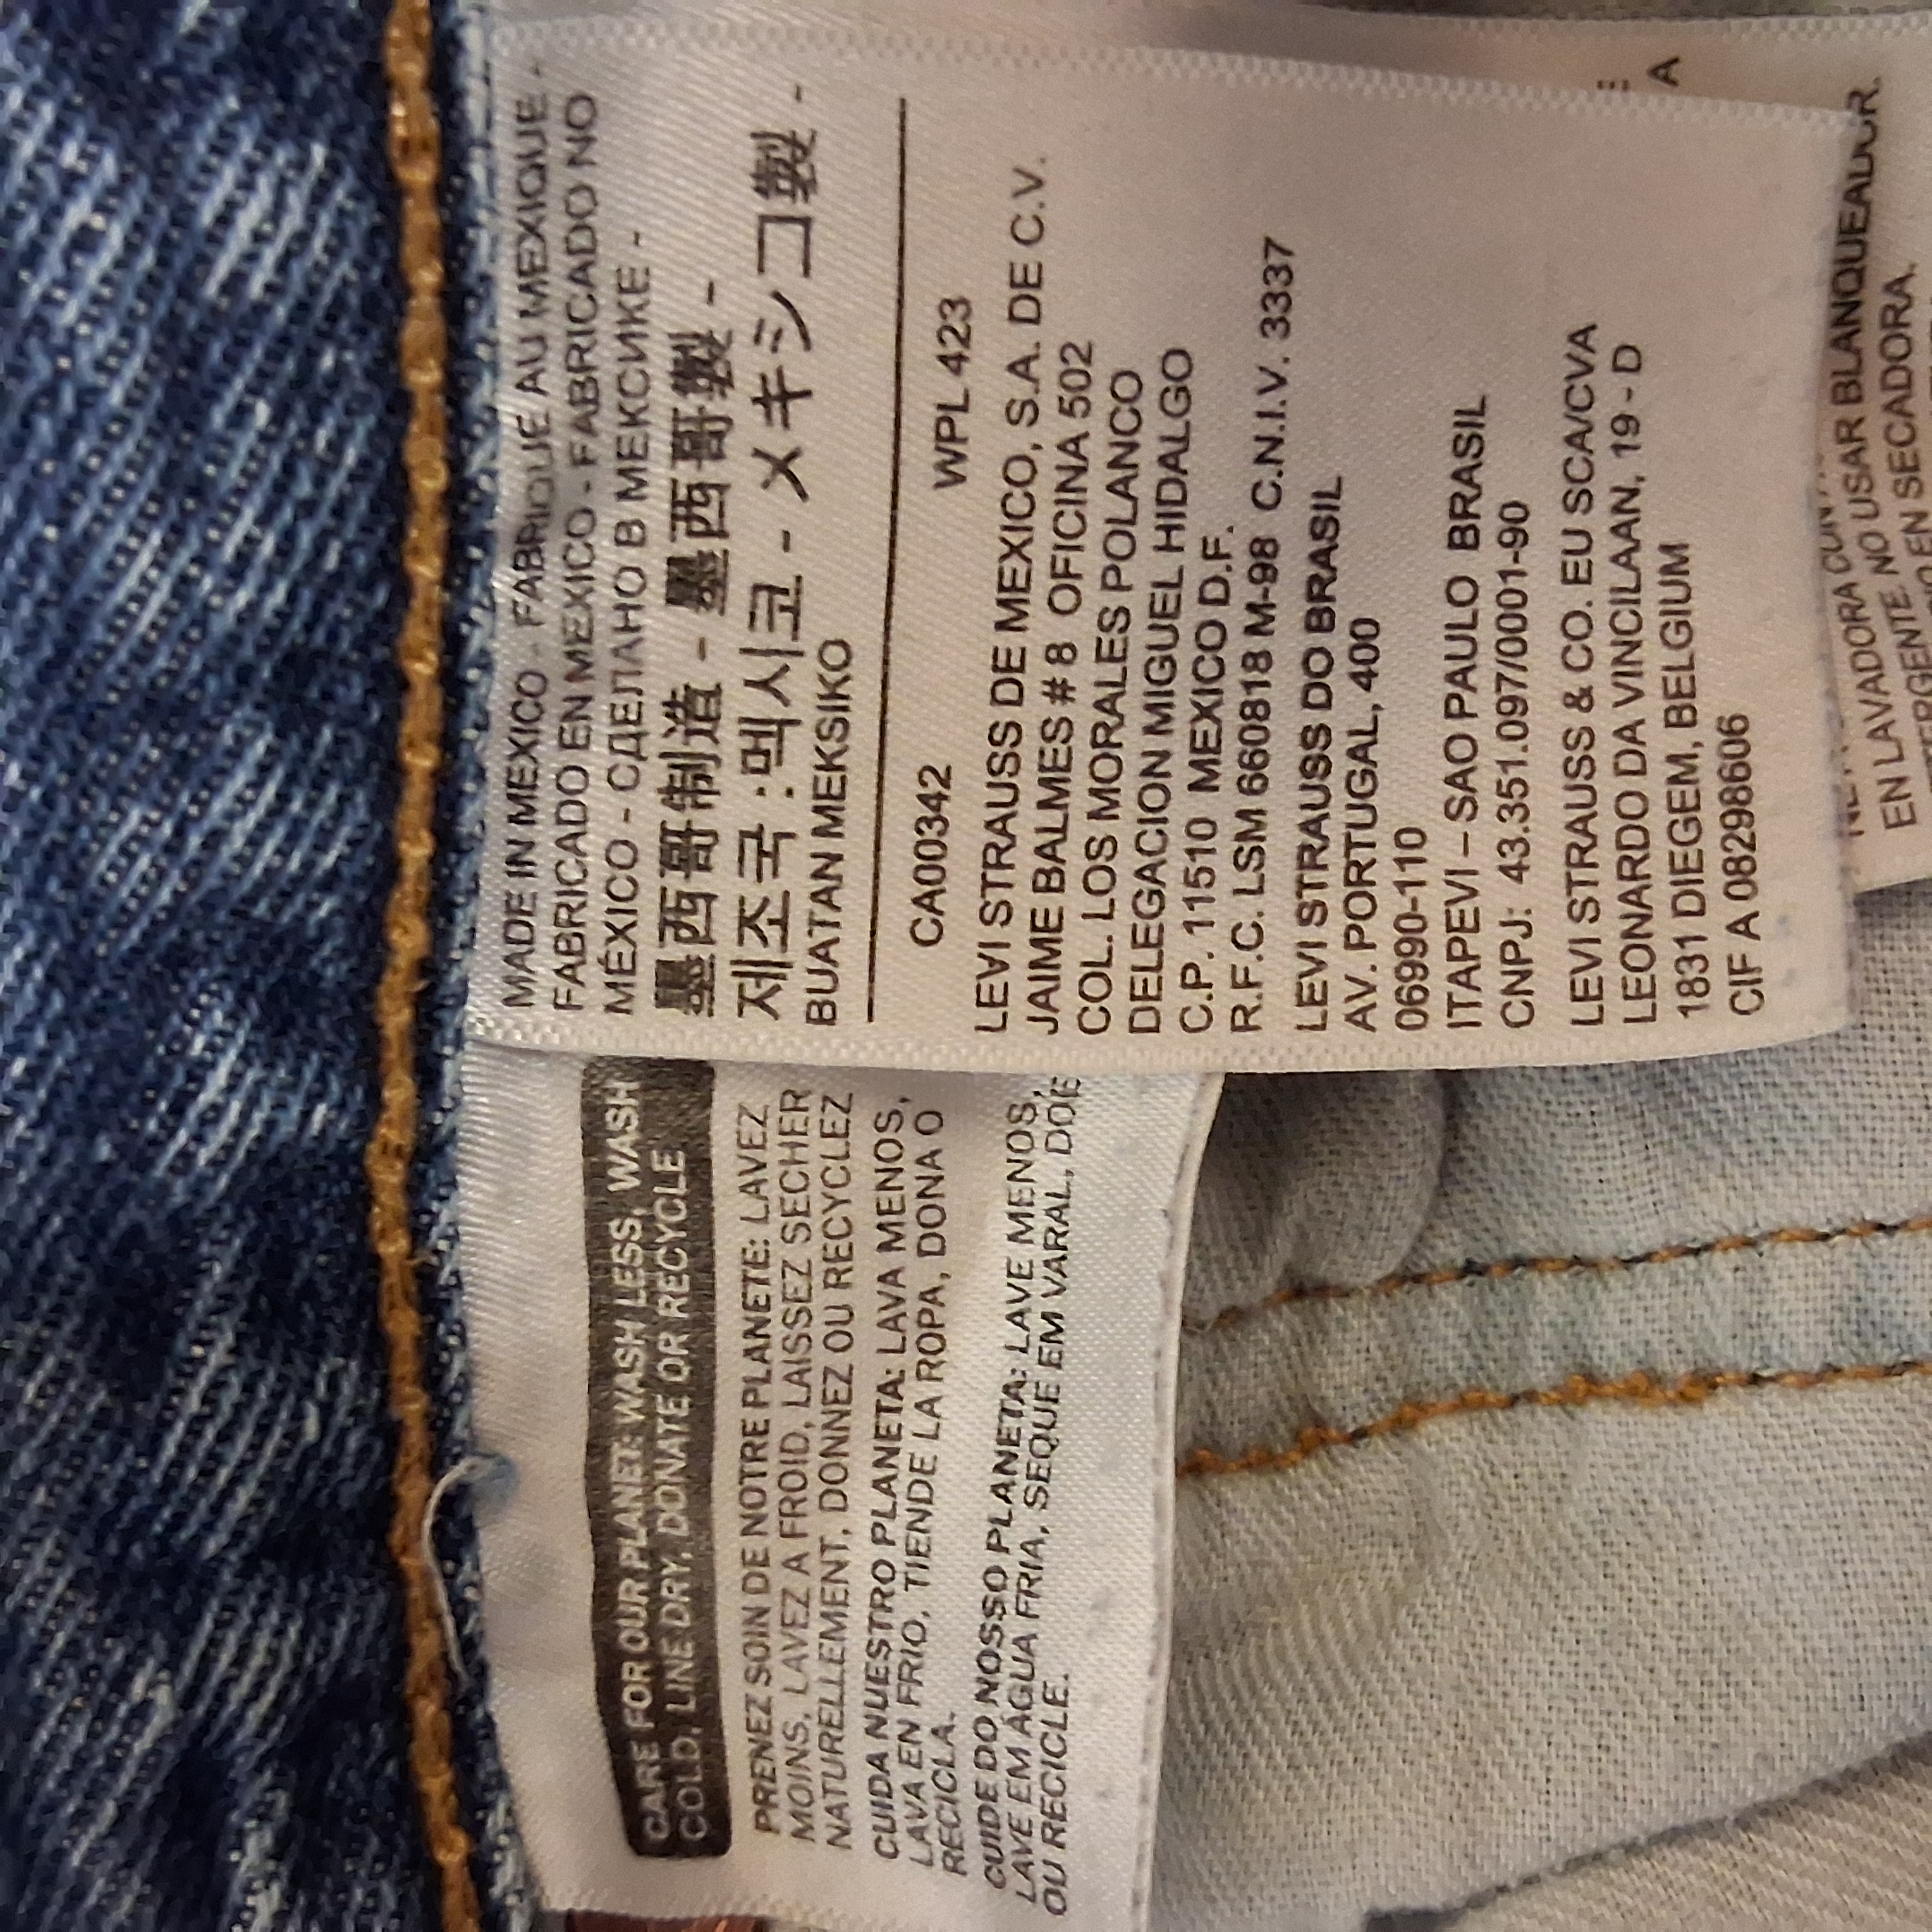 MADE IN MEXICO - FABRIQUE AU MEXIQUE -
FABRICADO EN MEXICO - FABRICADO NO
MÉXICO - СДЕЛАНО В МЕКСИКЕ -
墨西哥制造 - 墨西哥製 -
제조국 : 멕시코 - メキシコ製 -
BUATAN MEKSIKO
CA00342 WPL 423
LEVI STRAUSS DE MEXICO, S.A. DE C.V.
JAIME BALMES # 8 OFICINA 502
COL. LOS MORALES POLANCO
DELEGACION MIGUEL HIDALGO
C.P. 11510 MEXICO D.F.
R.F.C. LSM 660818 M-98 C.N.I.V. 3337
LEVI STRAUSS DO BRASIL
AV. PORTUGAL, 400
06990-110
ITAPEVI – SAO PAULO BRASIL
CNPJ: 43.351.097/0001-90
LEVI STRAUSS & CO. EU SCA/CVA
LEONARDO DA VINCILAAN, 19 - D
1831 DIEGEM, BELGIUM
CIF A 08298606
CARE FOR OUR PLANET: WASH LESS, WASH
COLD, LINE DRY, DONATE OR RECYCLE
PRENEZ SOIN DE NOTRE PLANETE: LAVEZ
MOINS, LAVEZ A FROID, LAISSEZ SECHER
NATURELLEMENT, DONNEZ OU RECYCLEZ
CUIDA NUESTRO PLANETA: LAVA MENOS,
LAVA EN FRIO, TIENDE LA ROPA, DONA O
RECICLA.
CUIDE DO NOSSO PLANETA: LAVE MENOS,
LAVE EM ÁGUA FRIA, SEQUE EM VARAL, DOE
OU RECICLE.
A
LAVADORA
EN LAVADORA. NO USAR BLANQUEADOR.
EN SECADORA.